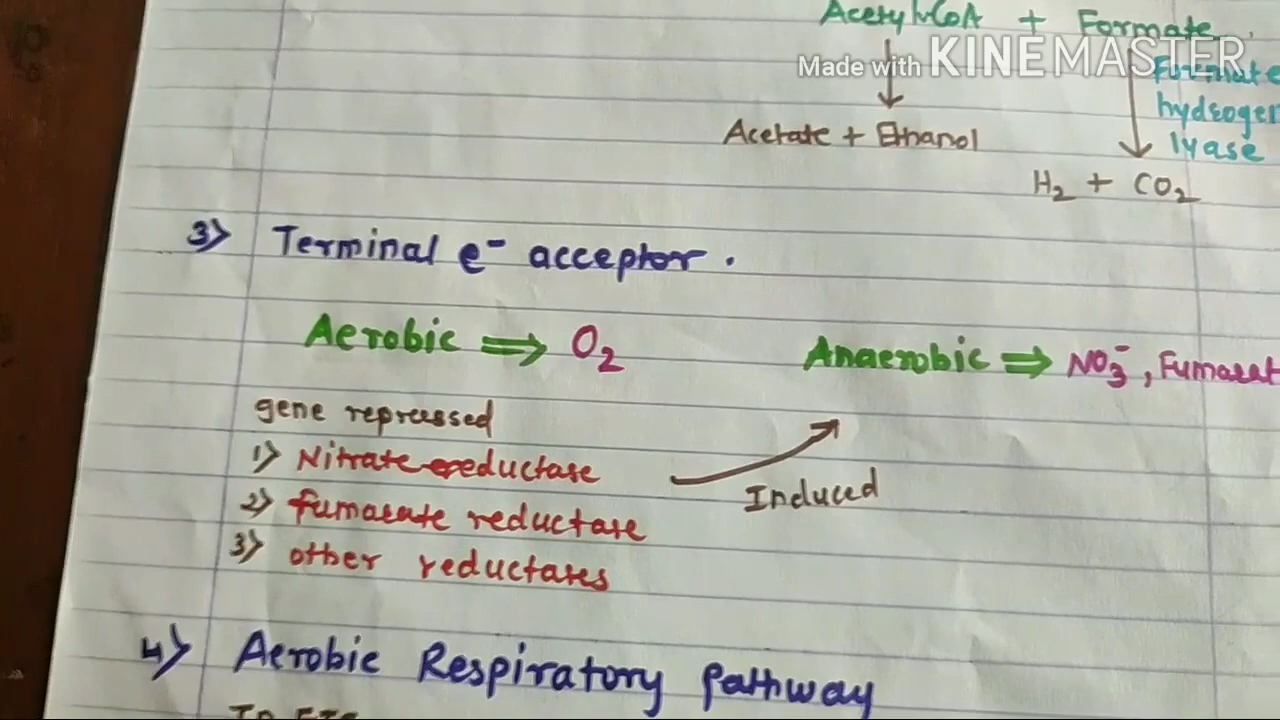 Acetyl CoA + Formate
Made with KINEMASTER
Formate
hydrogen
lyase
Acetate + Ethanol
H2 + CO2
3) Terminal e- acceptor.
Aerobic ⇒ O2
Anaerobic ⇒ NO3-, Fumarat
gene repressed
1) Nitrate reductase
Induced
2) fumarate reductase
3) other reductases
4) Aerobic Respiratory Pathway